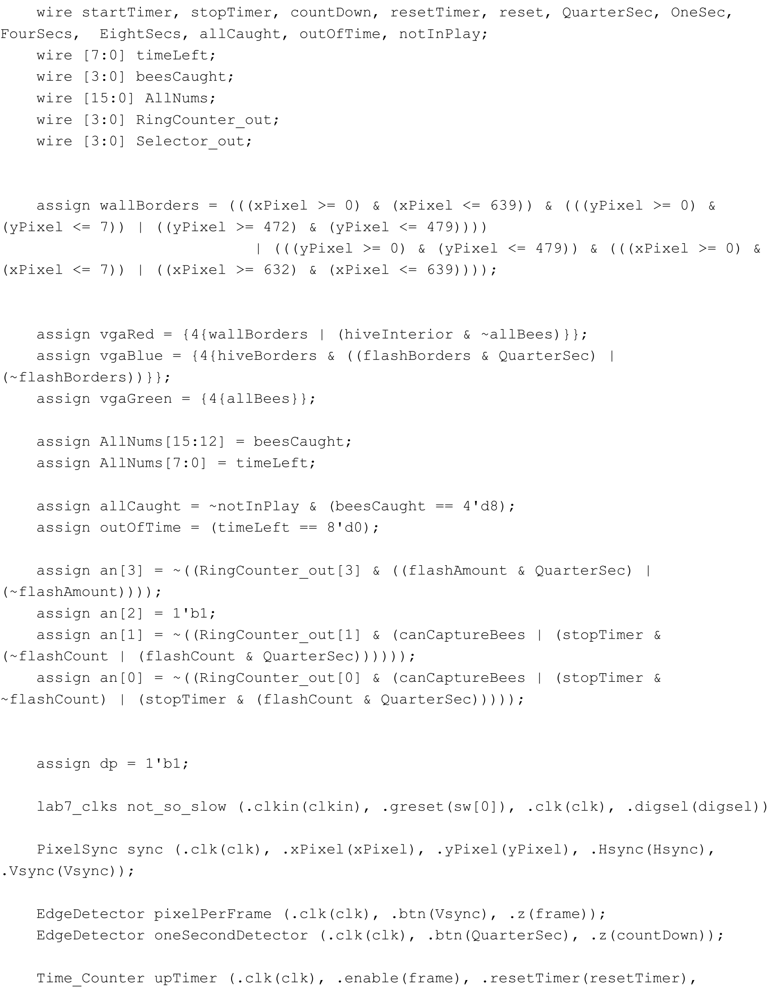 wire startTimer, stopTimer, countDown, resetTimer, reset, QuarterSec, OneSec,
FourSecs,  EightSecs, allCaught, outOfTime, notInPlay;
wire [7:0] timeLeft;
wire [3:0] beesCaught;
wire [15:0] AllNums;
wire [3:0] RingCounter_out;
wire [3:0] Selector_out;
assign wallBorders = (((xPixel >= 0) & (xPixel <= 639)) & (((yPixel >= 0) &
(yPixel <= 7)) | ((yPixel >= 472) & (yPixel <= 479))))
| (((yPixel >= 0) & (yPixel <= 479)) & (((xPixel >= 0) &
(xPixel <= 7)) | ((xPixel >= 632) & (xPixel <= 639))));
assign vgaRed = {4{wallBorders | (hiveInterior & ~allBees)}};
assign vgaBlue = {4{hiveBorders & ((flashBorders & QuarterSec) |
(~flashBorders))}};
assign vgaGreen = {4{allBees}};
assign AllNums[15:12] = beesCaught;
assign AllNums[7:0] = timeLeft;
assign allCaught = ~notInPlay & (beesCaught == 4'd8);
assign outOfTime = (timeLeft == 8'd0);
assign an[3] = ~((RingCounter_out[3] & ((flashAmount & QuarterSec) |
(~flashAmount))));
assign an[2] = 1'b1;
assign an[1] = ~((RingCounter_out[1] & (canCaptureBees | (stopTimer &
(~flashCount | (flashCount & QuarterSec))))));
assign an[0] = ~((RingCounter_out[0] & (canCaptureBees | (stopTimer &
~flashCount) | (stopTimer & (flashCount & QuarterSec)))));
assign dp = 1'b1;
lab7_clks not_so_slow (.clkin(clkin), .greset(sw[0]), .clk(clk), .digsel(digsel))
PixelSync sync (.clk(clk), .xPixel(xPixel), .yPixel(yPixel), .Hsync(Hsync),
.Vsync(Vsync));
EdgeDetector pixelPerFrame (.clk(clk), .btn(Vsync), .z(frame));
EdgeDetector oneSecondDetector (.clk(clk), .btn(QuarterSec), .z(countDown));
Time_Counter upTimer (.clk(clk), .enable(frame), .resetTimer(resetTimer),